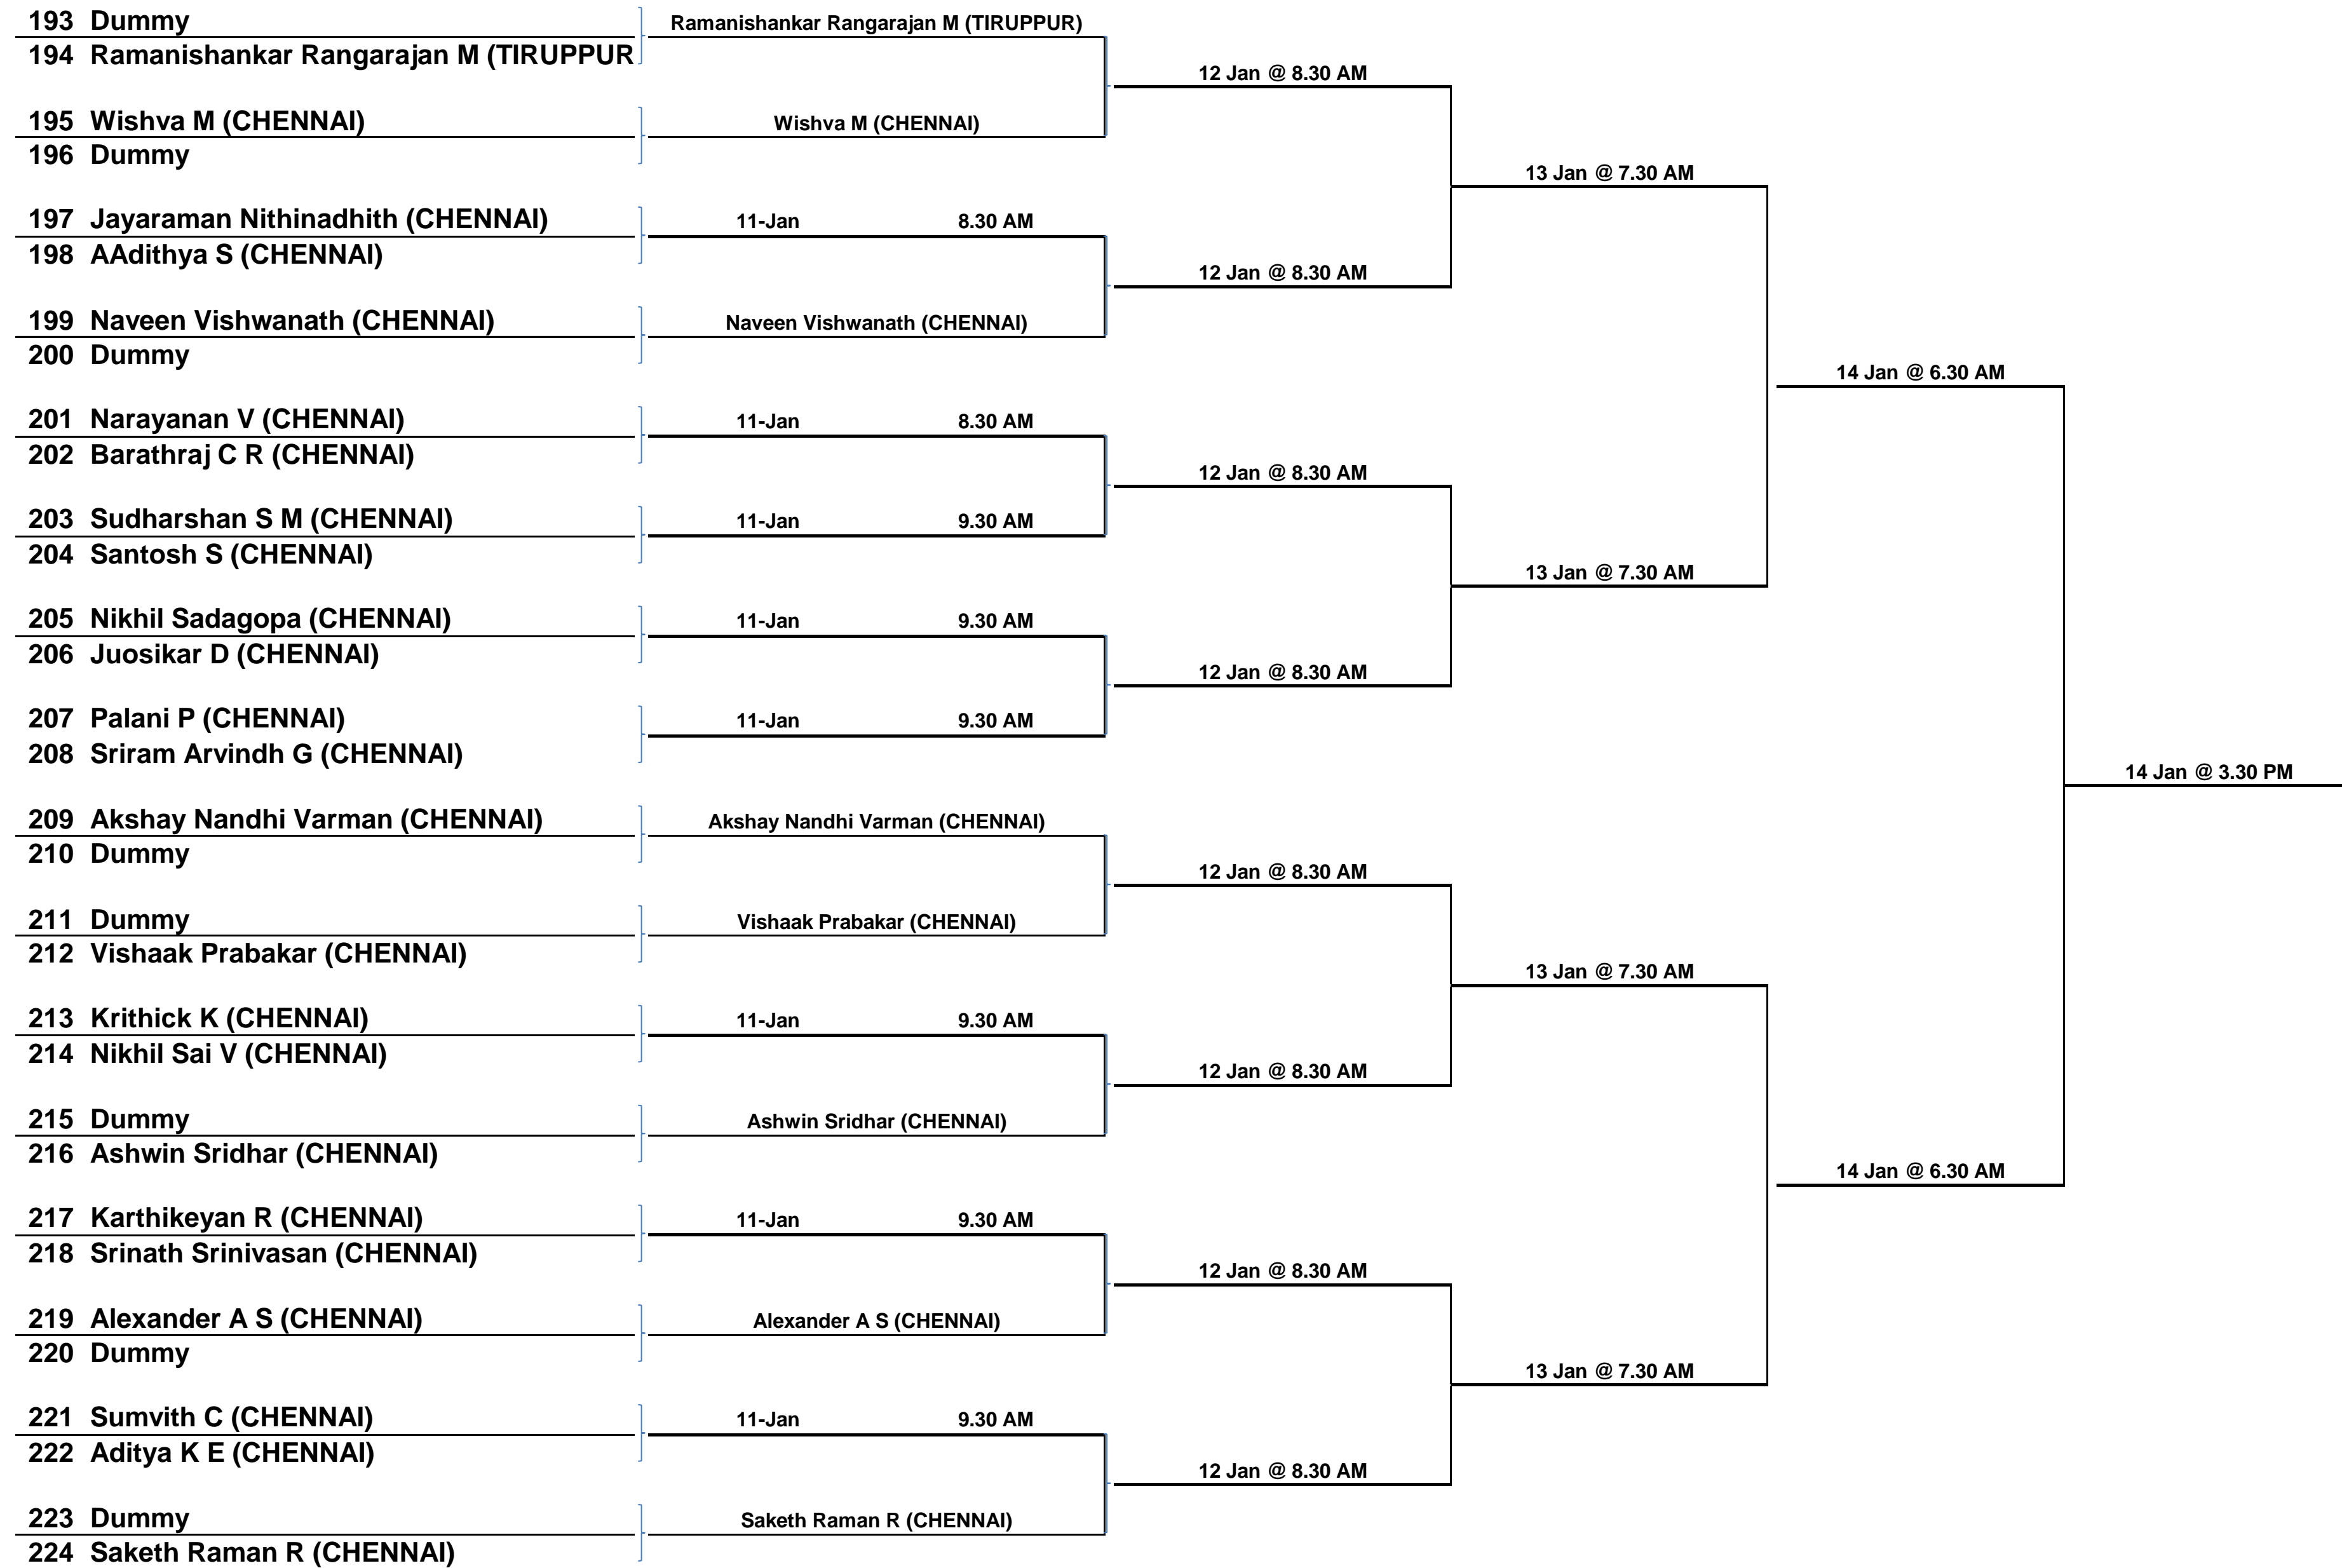 193 Dummy
Ramanishankar Rangarajan M (TIRUPPUR)
194 Ramanishankar Rangarajan M (TIRUPPUR
12 Jan @ 8.30 AM
195 Wishva M (CHENNAI)
Wishva M (CHENNAI)
196 Dummy
13 Jan @ 7.30 AM
197 Jayaraman Nithinadhith (CHENNAI)
11-Jan 8.30 AM
198 AAdithya S (CHENNAI)
12 Jan @ 8.30 AM
199 Naveen Vishwanath (CHENNAI)
Naveen Vishwanath (CHENNAI)
200 Dummy
14 Jan @ 6.30 AM
201 Narayanan V (CHENNAI)
11-Jan 8.30 AM
202 Barathraj C R (CHENNAI)
12 Jan @ 8.30 AM
203 Sudharshan S M (CHENNAI)
11-Jan 9.30 AM
204 Santosh S (CHENNAI)
13 Jan @ 7.30 AM
205 Nikhil Sadagopa (CHENNAI)
11-Jan 9.30 AM
206 Juosikar D (CHENNAI)
12 Jan @ 8.30 AM
207 Palani P (CHENNAI)
11-Jan 9.30 AM
208 Sriram Arvindh G (CHENNAI)
14 Jan @ 3.30 PM
209 Akshay Nandhi Varman (CHENNAI)
Akshay Nandhi Varman (CHENNAI)
210 Dummy
12 Jan @ 8.30 AM
211 Dummy
Vishaak Prabakar (CHENNAI)
212 Vishaak Prabakar (CHENNAI)
13 Jan @ 7.30 AM
213 Krithick K (CHENNAI)
11-Jan 9.30 AM
214 Nikhil Sai V (CHENNAI)
12 Jan @ 8.30 AM
215 Dummy
Ashwin Sridhar (CHENNAI)
216 Ashwin Sridhar (CHENNAI)
14 Jan @ 6.30 AM
217 Karthikeyan R (CHENNAI)
11-Jan 9.30 AM
218 Srinath Srinivasan (CHENNAI)
12 Jan @ 8.30 AM
219 Alexander A S (CHENNAI)
Alexander A S (CHENNAI)
220 Dummy
13 Jan @ 7.30 AM
221 Sumvith C (CHENNAI)
11-Jan 9.30 AM
222 Aditya K E (CHENNAI)
12 Jan @ 8.30 AM
223 Dummy
Saketh Raman R (CHENNAI)
224 Saketh Raman R (CHENNAI)